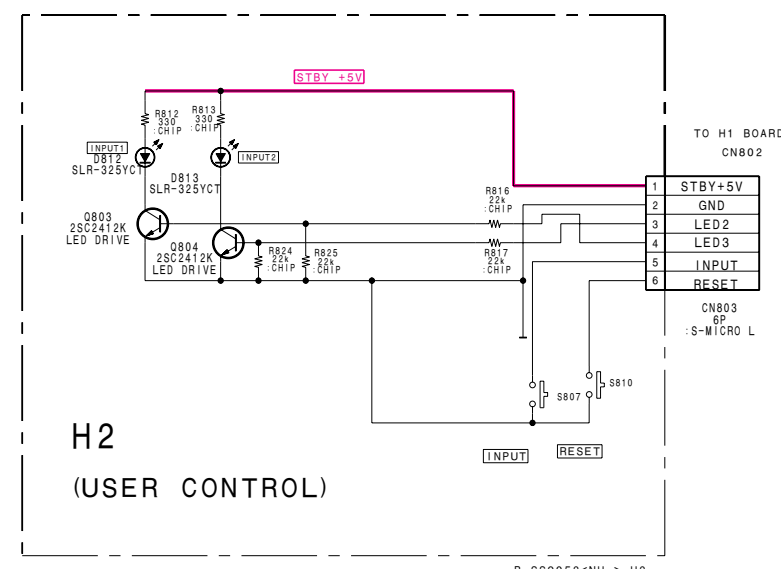 STBY +5V
R812
330
:CHIP
R813
330
:CHIP
INPUT1
D812
SLR-325YCT
INPUT2
D813
SLR-325YCT
TO H1 BOARD
CN802
Q803
2SC2412K
LED DRIVE
Q804
2SC2412K
LED DRIVE
R824
22k
:CHIP
R825
22k
:CHIP
R816
22k
:CHIP
R817
22k
:CHIP
1 STBY+5V
2 GND
3 LED2
4 LED3
5 INPUT
6 RESET
CN803
6P
:S-MICRO L
S807
S810
INPUT
RESET
H2
(USER CONTROL)